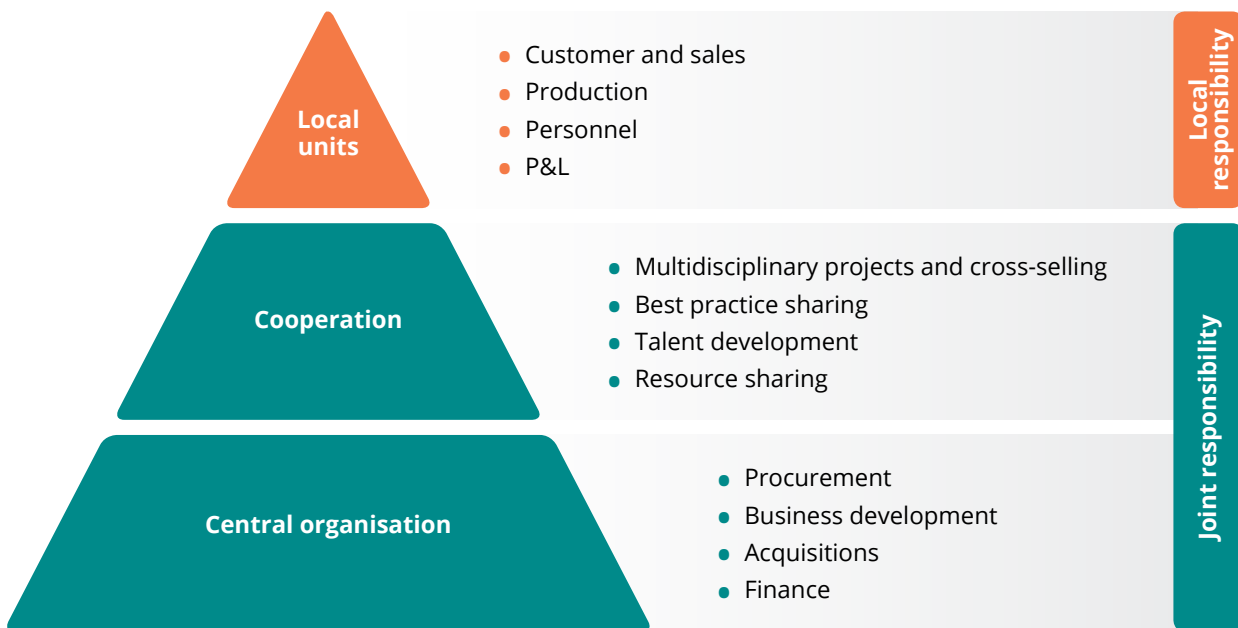 Local
units
• Customer and sales
• Production
• Personnel
• P&L
Local
responsibility
Cooperation
• Multidisciplinary projects and cross-selling
• Best practice sharing
• Talent development
• Resource sharing
Central organisation
• Procurement
• Business development
• Acquisitions
• Finance
Joint responsibility